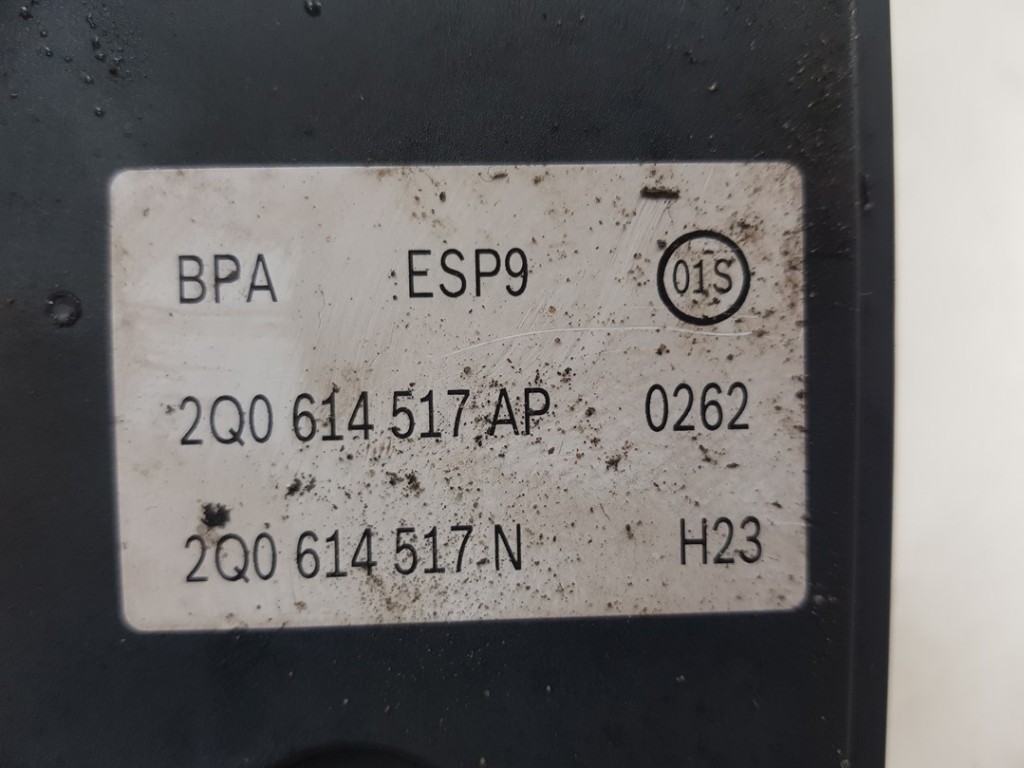 BPA ESP9 01S
2Q0 614 517 AP 0262
2Q0 614 517 N H23